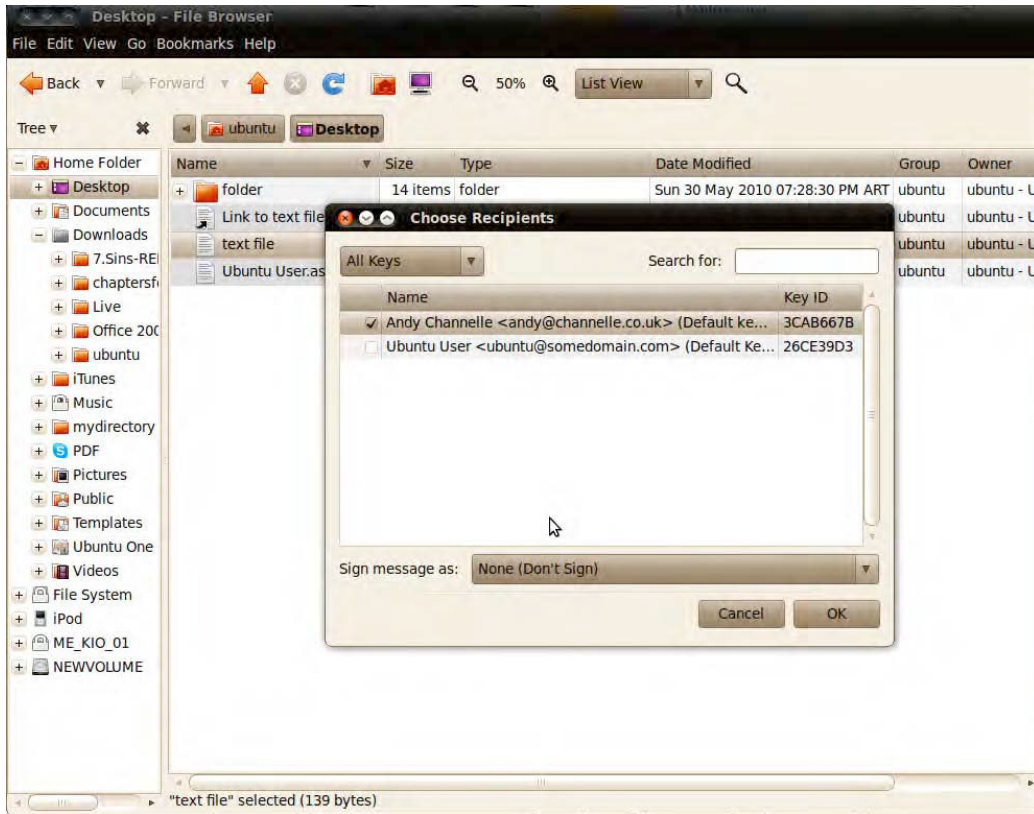 Desktop - File Browser
File Edit View Go Bookmarks Help
Back Forward 50% List View
Tree ubuntu Desktop
Name Size Type Date Modified Group Owner
Home Folder
Desktop
Documents
Downloads
7.Sins-REI
chaptersf
Live
Office 200
ubuntu
iTunes
Music
mydirectory
PDF
Pictures
Public
Templates
Ubuntu One
Videos
File System
iPod
ME_KIO_01
NEWVOLUME
folder 14 items folder Sun 30 May 2010 07:28:30 PM ART ubuntu ubuntu - U
Link to text file ubuntu ubuntu - U
text file ubuntu ubuntu - U
Ubuntu User.as ubuntu ubuntu - U
Choose Recipients
All Keys Search for:
Name Key ID
Andy Channelle <andy@channelle.co.uk> (Default ke... 3CAB667B
Ubuntu User <ubuntu@somedomain.com> (Default Ke... 26CE39D3
Sign message as: None (Don't Sign)
Cancel OK
"text file" selected (139 bytes)